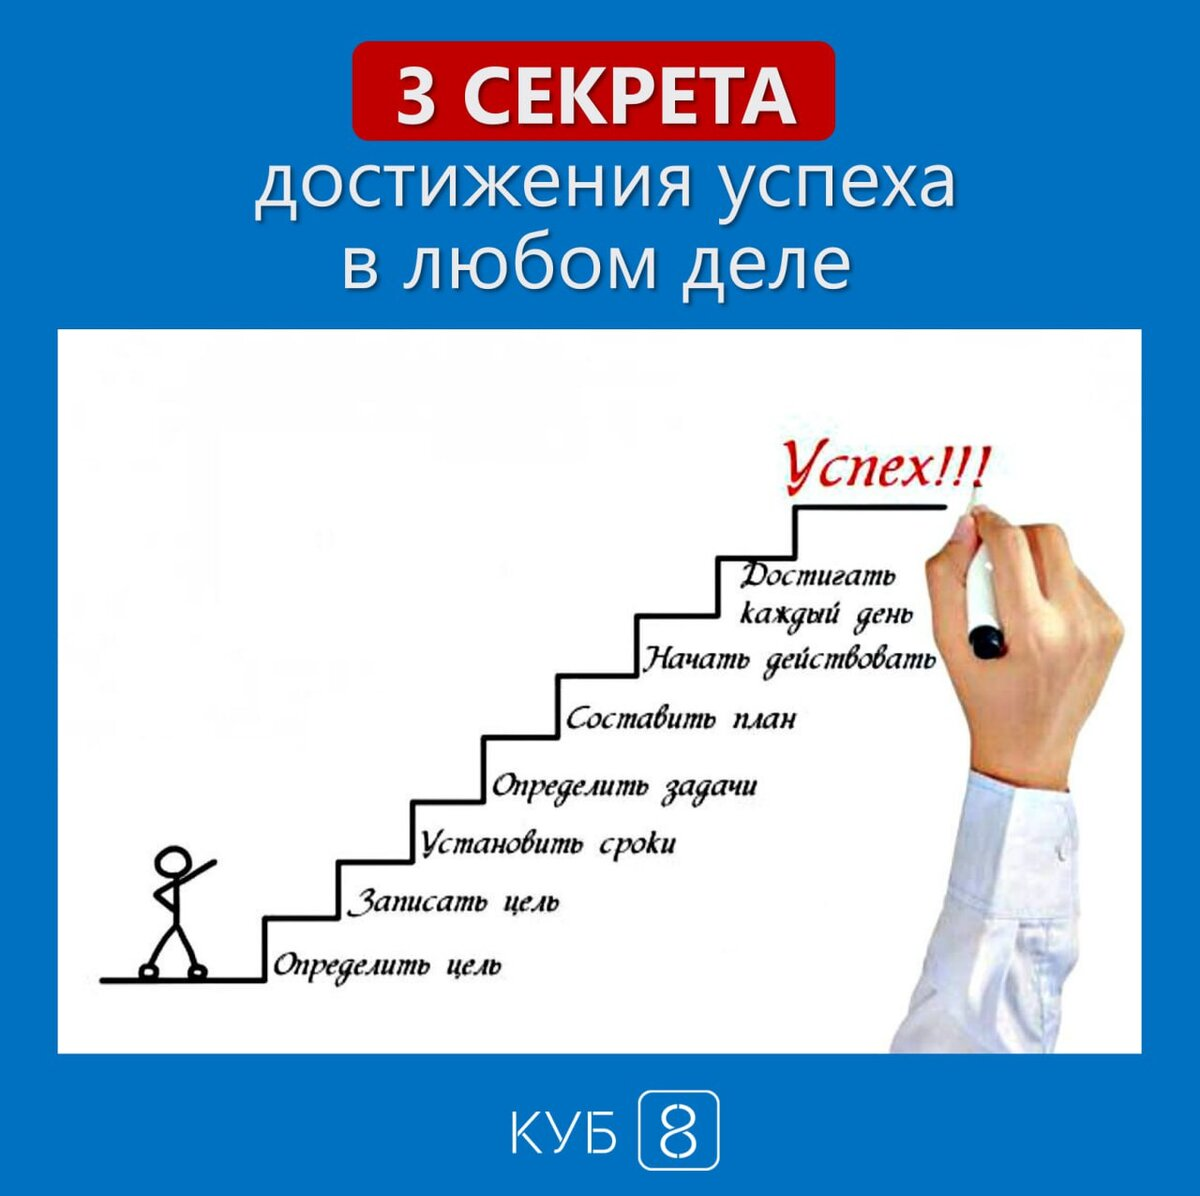 3 СЕКРЕТА
достижения успеха
в любом деле
Успех!!!
Достигать
каждый день
Начать действовать
Составить план
Определить задачи
Установить сроки
Записать цель
Определить цель
КУБ 8